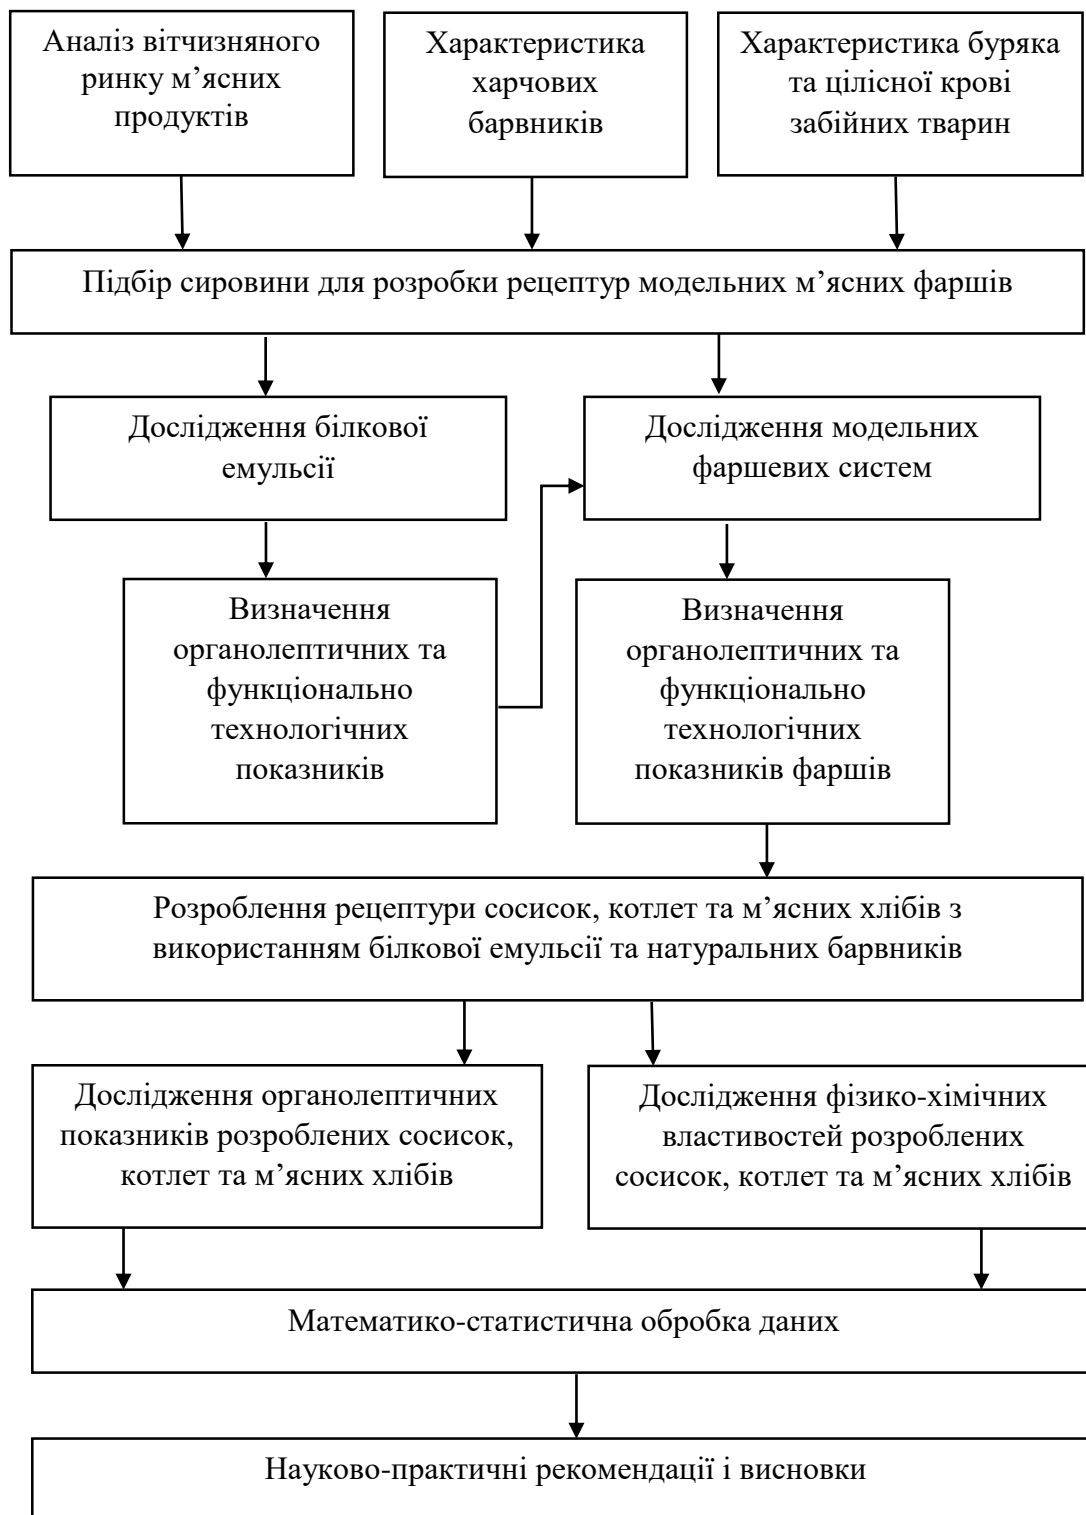 Аналіз вітчизняного
ринку м’ясних
продуктів
Характеристика
харчових
барвників
Характеристика буряка
та цілісної крові
забійних тварин
Підбір сировини для розробки рецептур модельних м’ясних фаршів
Дослідження білкової
емульсії
Дослідження модельних
фаршевих систем
Визначення
органолептичних та
функціонально
технологічних
показників
Визначення
органолептичних та
функціонально
технологічних
показників фаршів
Розроблення рецептури сосисок, котлет та м’ясних хлібів з
використанням білкової емульсії та натуральних барвників
Дослідження органолептичних
показників розроблених сосисок,
котлет та м’ясних хлібів
Дослідження фізико-хімічних
властивостей розроблених
сосисок, котлет та м’ясних хлібів
Математико-статистична обробка даних
Науково-практичні рекомендації і висновки